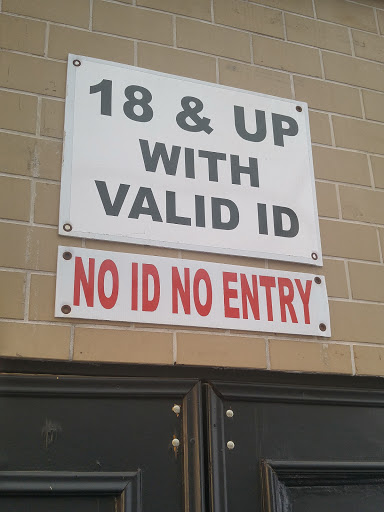 18 & UP
WITH
VALID ID
NO ID NO ENTRY